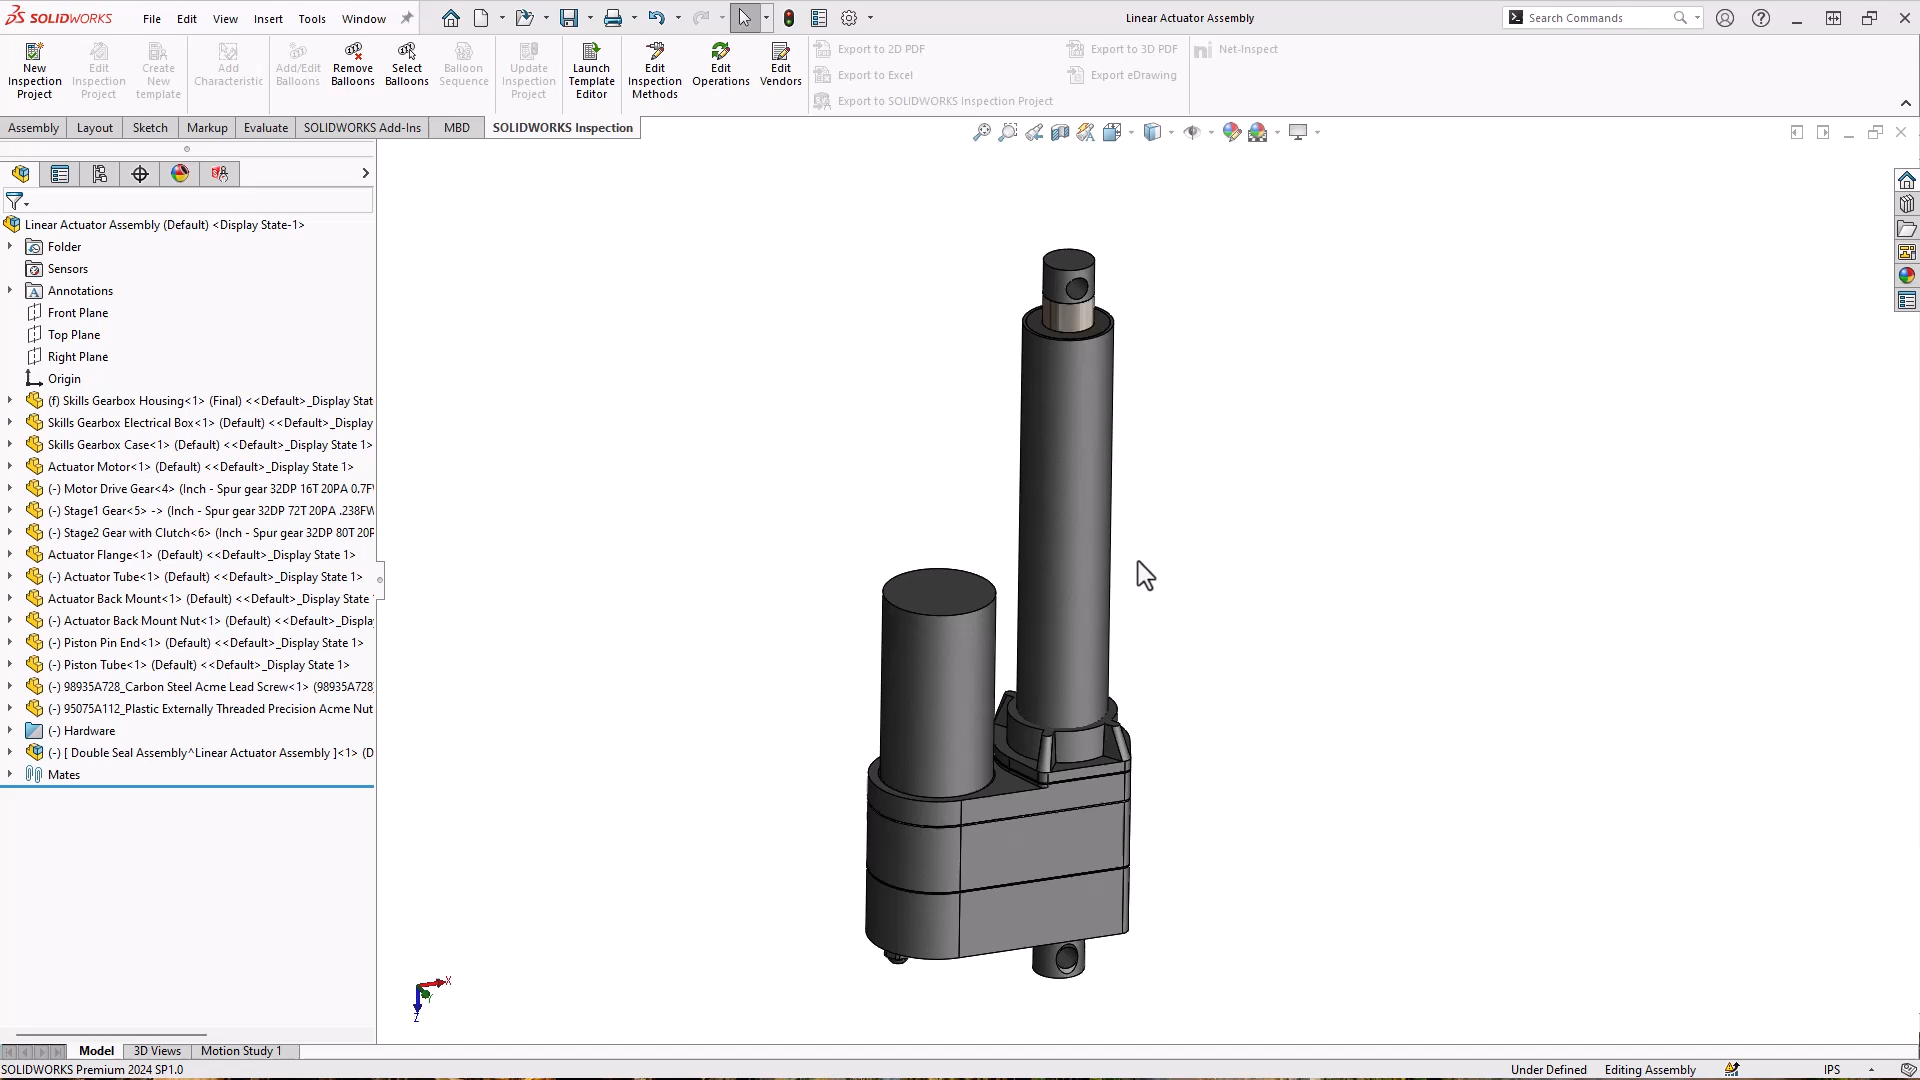 SOLIDWORKS File Edit View Insert Tools Window Linear Actuator Assembly Search Commands
New Inspection Project
Edit Inspection Project
Create New template
Add Characteristic
Add/Edit Balloons
Remove Balloons
Select Balloons
Balloon Sequence
Update Inspection Project
Launch Template Editor
Edit Inspection Methods
Edit Operations
Edit Vendors
Export to 2D PDF
Export to Excel
Export to SOLIDWORKS Inspection Project
Export to 3D PDF
Export eDrawing
Net-Inspect
Assembly Layout Sketch Markup Evaluate SOLIDWORKS Add-Ins MBD SOLIDWORKS Inspection
Linear Actuator Assembly (Default) <Display State-1>
Folder
Sensors
Annotations
Front Plane
Top Plane
Right Plane
Origin
(f) Skills Gearbox Housing<1> (Final) <<Default>_Display Stat
Skills Gearbox Electrical Box<1> (Default) <<Default>_Display
Skills Gearbox Case<1> (Default) <<Default>_Display State 1>
Actuator Motor<1> (Default) <<Default>_Display State 1>
(-) Motor Drive Gear<4> (Inch - Spur gear 32DP 16T 20PA 0.7F
(-) Stage1 Gear<5> -> (Inch - Spur gear 32DP 72T 20PA .238FW
(-) Stage2 Gear with Clutch<6> (Inch - Spur gear 32DP 80T 20P
Actuator Flange<1> (Default) <<Default>_Display State 1>
(-) Actuator Tube<1> (Default) <<Default>_Display State 1>
Actuator Back Mount<1> (Default) <<Default>_Display State
(-) Actuator Back Mount Nut<1> (Default) <<Default>_Displa
(-) Piston Pin End<1> (Default) <<Default>_Display State 1>
(-) Piston Tube<1> (Default) <<Default>_Display State 1>
(-) 98935A728_Carbon Steel Acme Lead Screw<1> (98935A728
(-) 95075A112_Plastic Externally Threaded Precision Acme Nut
(-) Hardware
(-) [ Double Seal Assembly^Linear Actuator Assembly ]<1> (D
Mates
X
Y
Z
Model 3D Views Motion Study 1
SOLIDWORKS Premium 2024 SP1.0 Under Defined Editing Assembly IPS